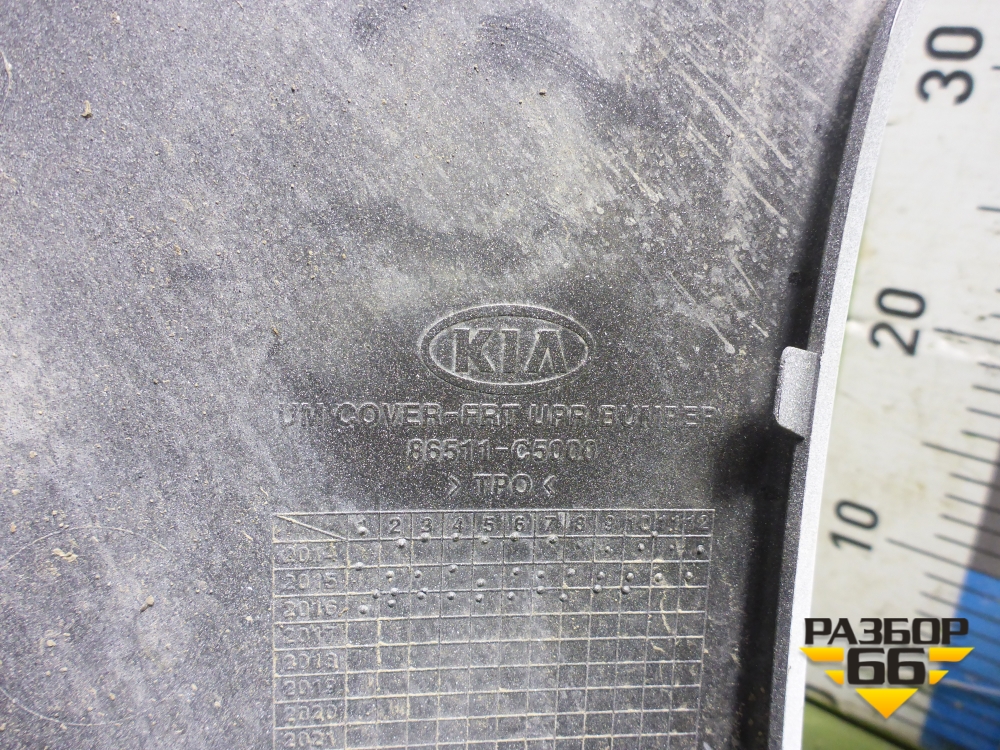 30
20
10
KIA
UM COVER-FRT UPR BUMPER
86511-C5000
> TPO <
1 2 3 4 5 6 7 8 9 10 11 12
2014
2015
2016
2017
2018
2019
2020
2021
РАЗБОР
66